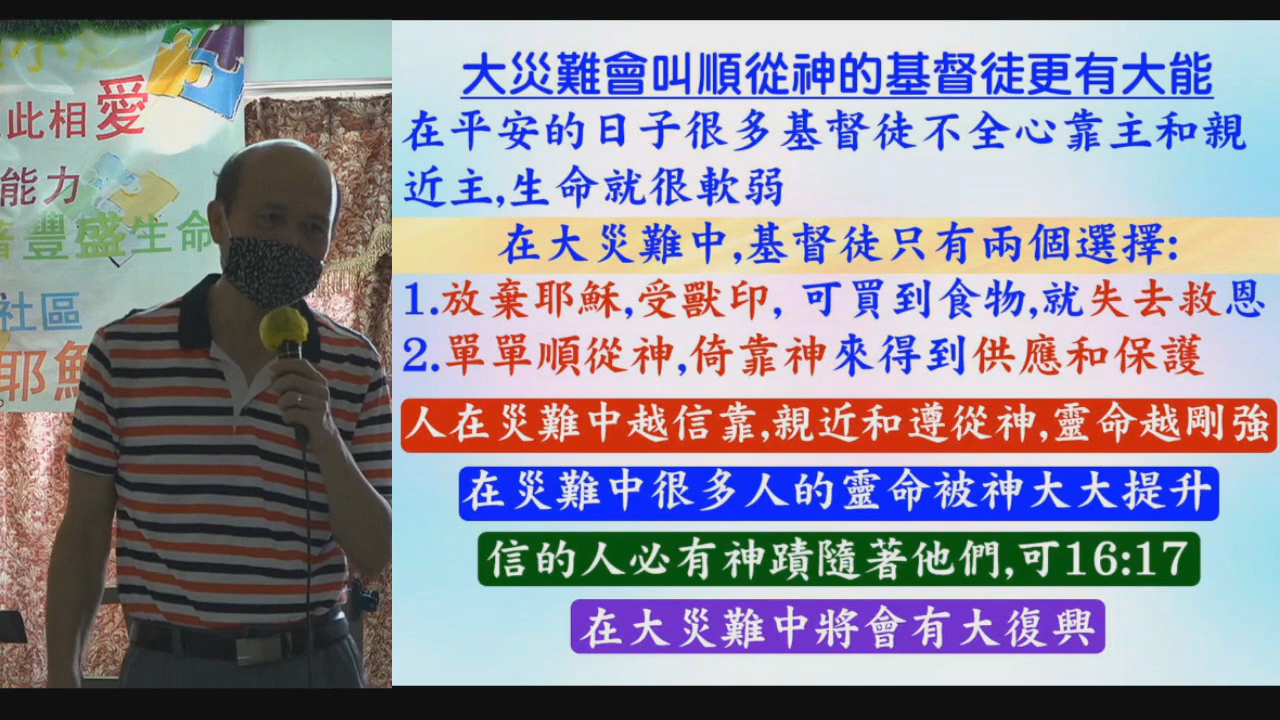 此相愛
能力
豐盛生命
社區
耶穌
大災難會叫順從神的基督徒更有大能
在平安的日子很多基督徒不全心靠主和親
近主,生命就很軟弱
在大災難中,基督徒只有兩個選擇:
1.放棄耶穌,受獸印, 可買到食物,就失去救恩
2.單單順從神,倚靠神來得到供應和保護
人在災難中越信靠,親近和遵從神,靈命越剛強
在災難中很多人的靈命被神大大提升
信的人必有神蹟隨著他們,可16:17
在大災難中將會有大復興